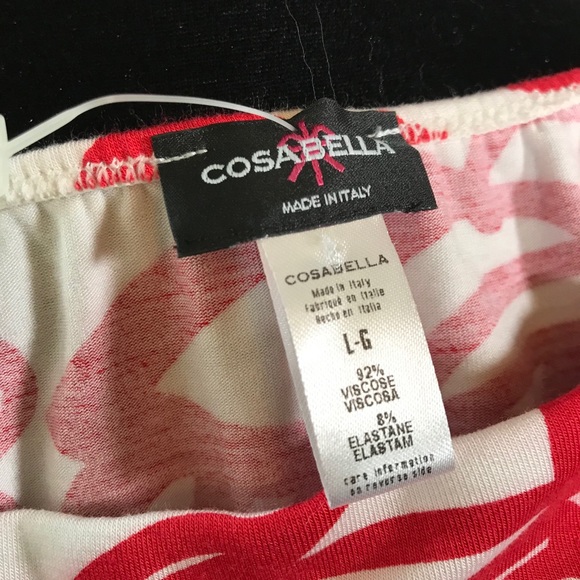 COSABELLA
MADE IN ITALY
COSABELLA
Made in Italy
Fabriqué en Italie
Hecho en Italia
L-G
92%
VISCOSE
VISCOSA
8%
ELASTANE
ELASTAM
care information
on reverse side